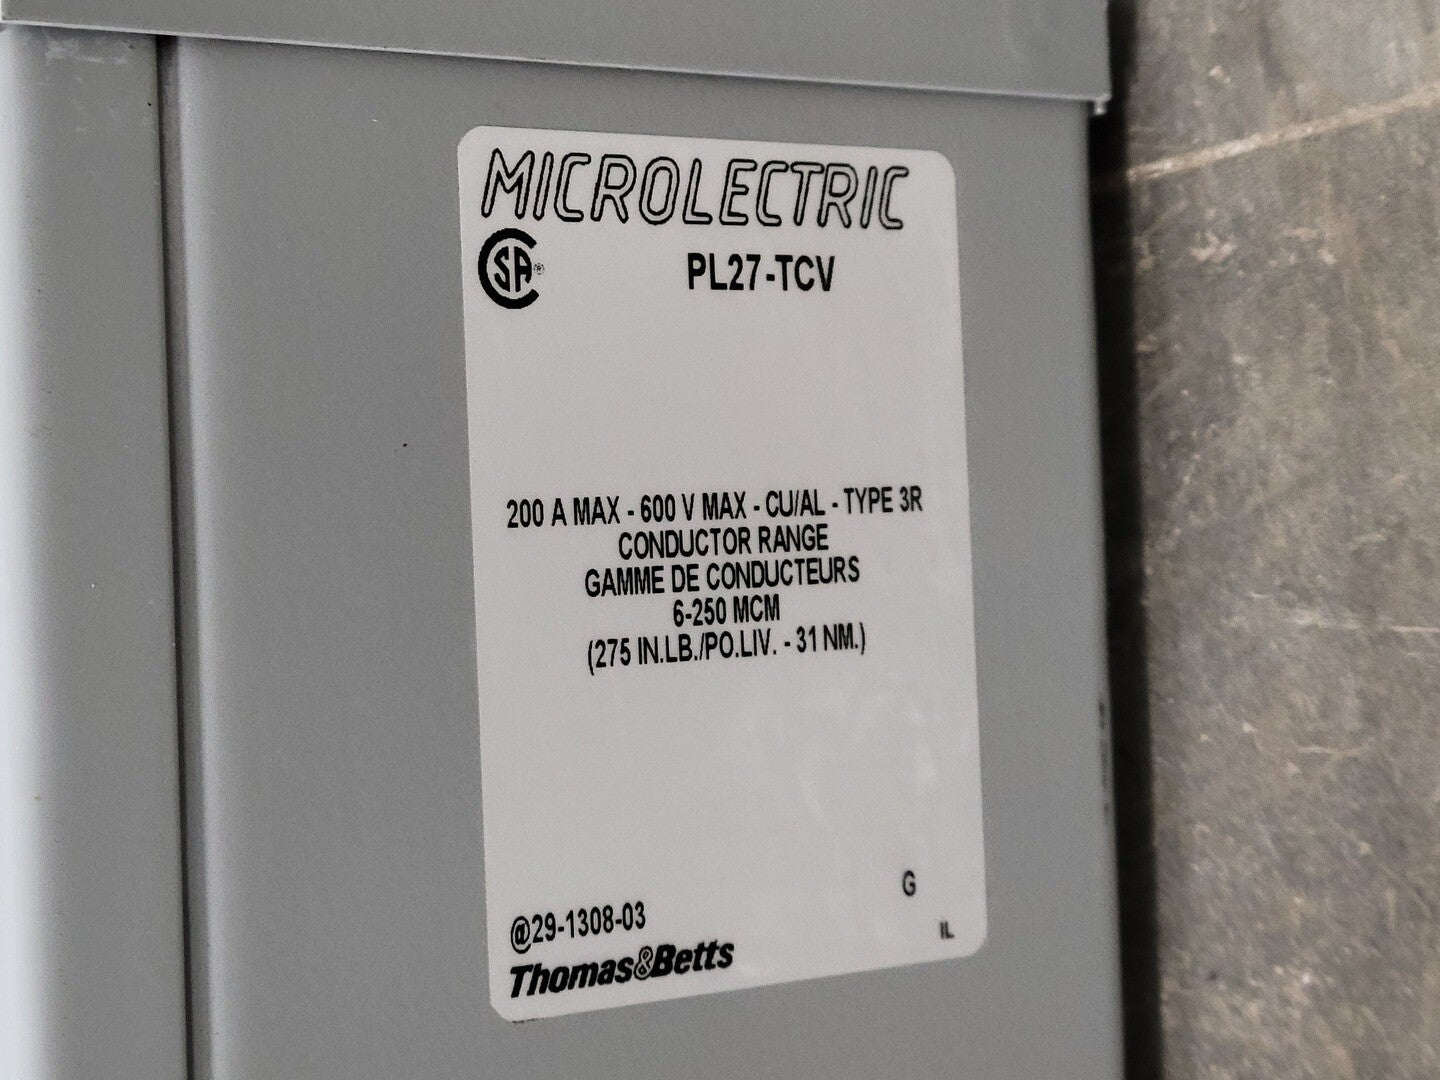 MICROLECTRIC
CSA ®
PL27-TCV
200 A MAX - 600 V MAX - CU/AL - TYPE 3R
CONDUCTOR RANGE
GAMME DE CONDUCTEURS
6-250 MCM
(275 IN.LB./PO.LIV. - 31 NM.)
G
@29-1308-03
IL
Thomas&Betts